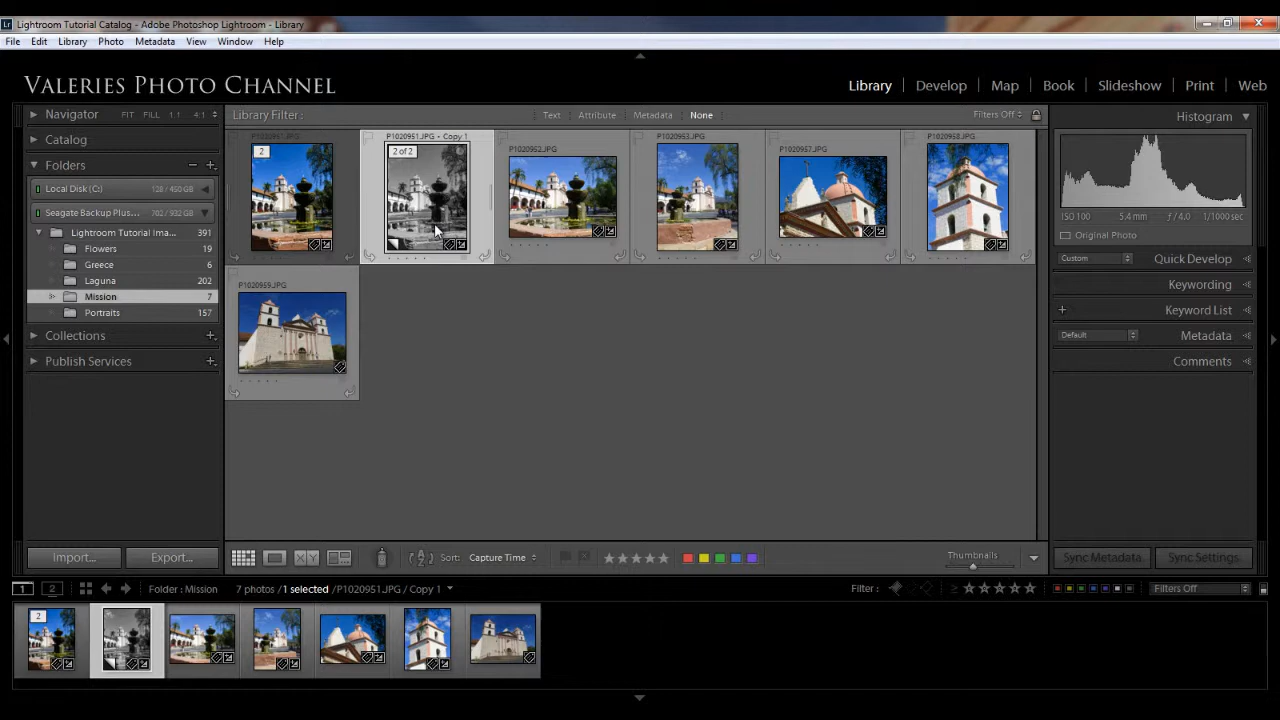 Lr Lightroom Tutorial Catalog - Adobe Photoshop Lightroom - Library
File Edit Library Photo Metadata View Window Help
VALERIES PHOTO CHANNEL
Library | Develop | Map | Book | Slideshow | Print | Web
Navigator FIT FILL 1:1 4:1
Library Filter : Text Attribute Metadata None Filters Off
Histogram
Catalog
Folders
Local Disk (C:) 128 / 450 GB
Seagate Backup Plus... 702 / 932 GB
Lightroom Tutorial Ima... 391
Flowers 19
Greece 6
Laguna 202
Mission 7
Portraits 157
Collections
Publish Services
P1020951.JPG
P1020951.JPG - Copy 1
P1020952.JPG
P1020953.JPG
P1020957.JPG
P1020958.JPG
2
2 of 2
P1020959.JPG
ISO 100 5.4 mm ƒ / 4.0 1/1000 sec
Original Photo
Custom Quick Develop
Keywording
Keyword List
Default Metadata
Comments
Import... Export...
XY
Sort: Capture Time
Thumbnails
Sync Metadata Sync Settings
1 2 Folder : Mission 7 photos / 1 selected / P1020951.JPG / Copy 1
Filter : ≥ Filters Off
2